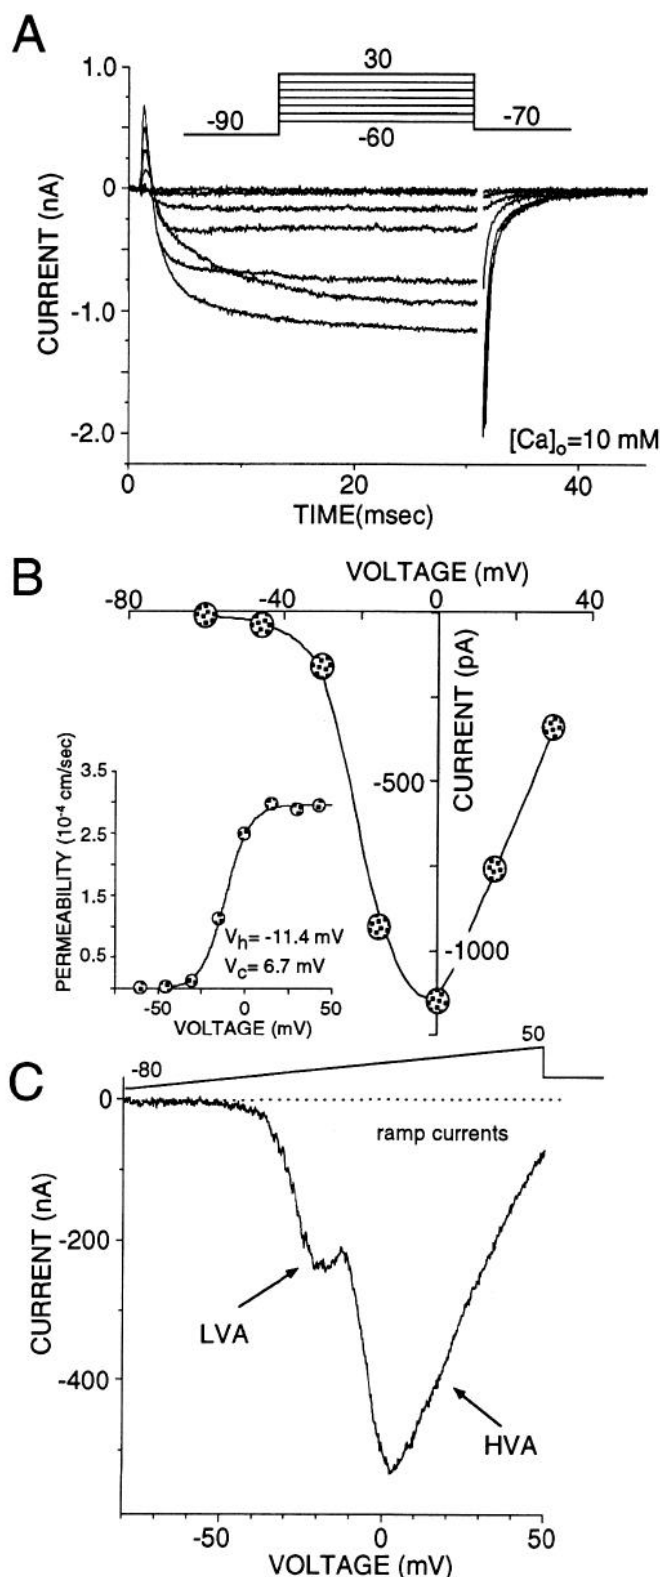 A
1.0
0
-1.0
-2.0
CURRENT (nA)
30
-90
-60
-70
[Ca]o=10 mM
0
20
40
TIME(msec)
B
VOLTAGE (mV)
-80
-40
0
40
CURRENT (pA)
-500
-1000
3.5
2.5
1.5
0.5
PERMEABILITY (10-4 cm/sec)
Vh= -11.4 mV
Vc= 6.7 mV
-50
0
50
VOLTAGE (mV)
C
-80
50
0
-200
-400
CURRENT (nA)
ramp currents
LVA
HVA
-50
0
50
VOLTAGE (mV)